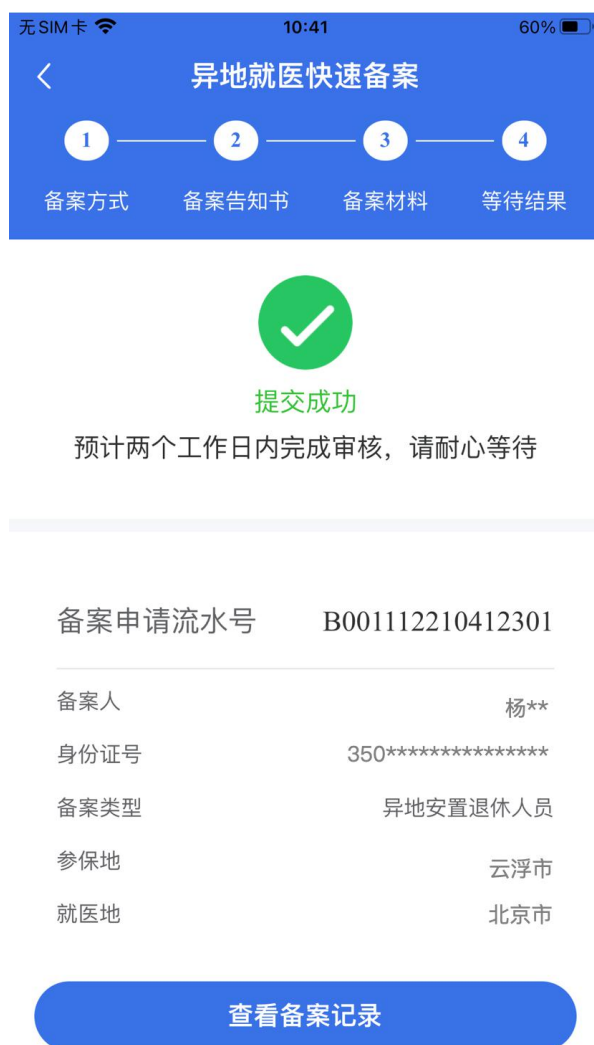 无SIM卡 10:41 60%
异地就医快速备案
1 2 3 4
备案方式 备案告知书 备案材料 等待结果
提交成功
预计两个工作日内完成审核，请耐心等待
备案申请流水号 B001112210412301
备案人 杨**
身份证号 350***************
备案类型 异地安置退休人员
参保地 云浮市
就医地 北京市
查看备案记录